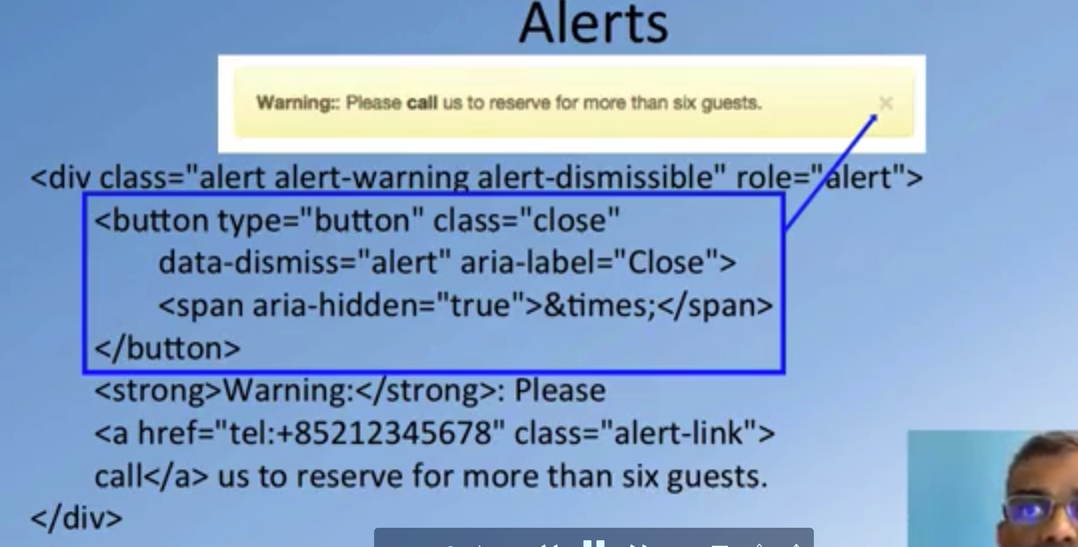 Alerts
Warning:: Please call us to reserve for more than six guests. ×
<div class="alert alert-warning alert-dismissible" role="alert">
<button type="button" class="close"
data-dismiss="alert" aria-label="Close">
<span aria-hidden="true">&times;</span>
</button>
<strong>Warning:</strong>: Please
<a href="tel:+85212345678" class="alert-link">
call</a> us to reserve for more than six guests.
</div>